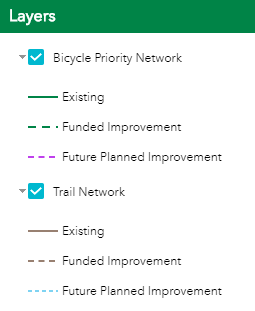 Layers
Bicycle Priority Network
Existing
Funded Improvement
Future Planned Improvement
Trail Network
Existing
Funded Improvement
Future Planned Improvement